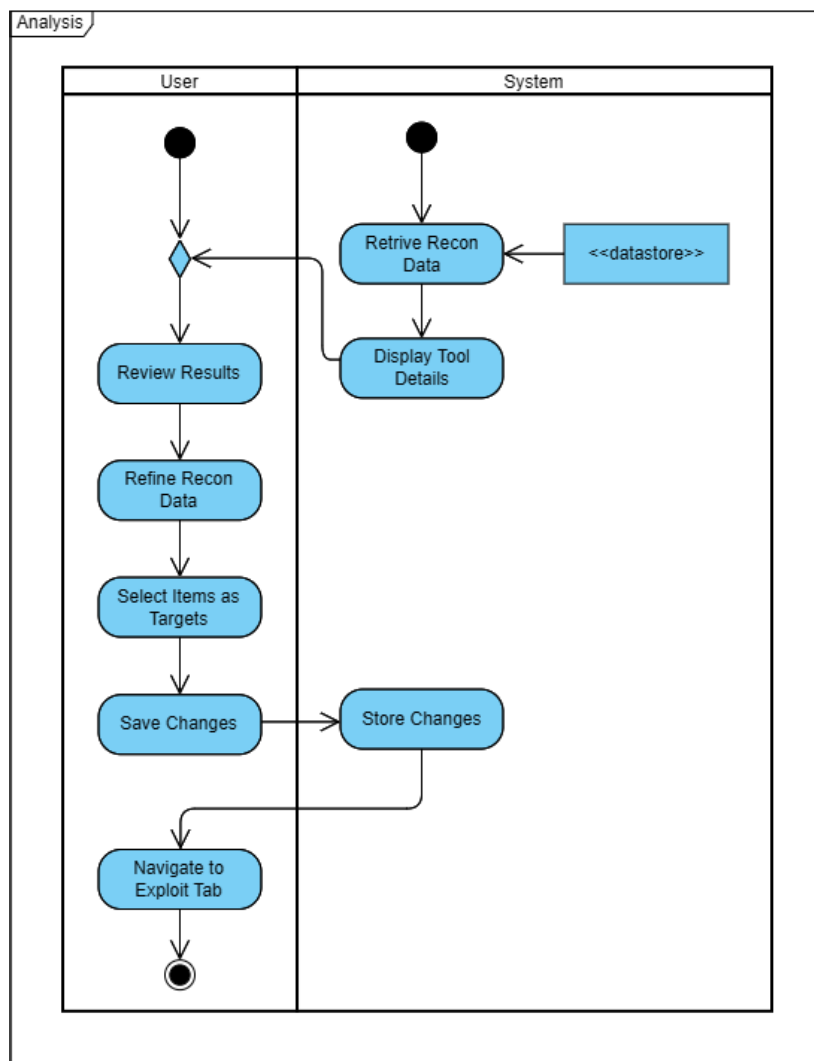 Analysis
User
System
Retrive Recon
Data
<<datastore>>
Display Tool
Details
Review Results
Refine Recon
Data
Select Items as
Targets
Save Changes
Store Changes
Navigate to
Exploit Tab